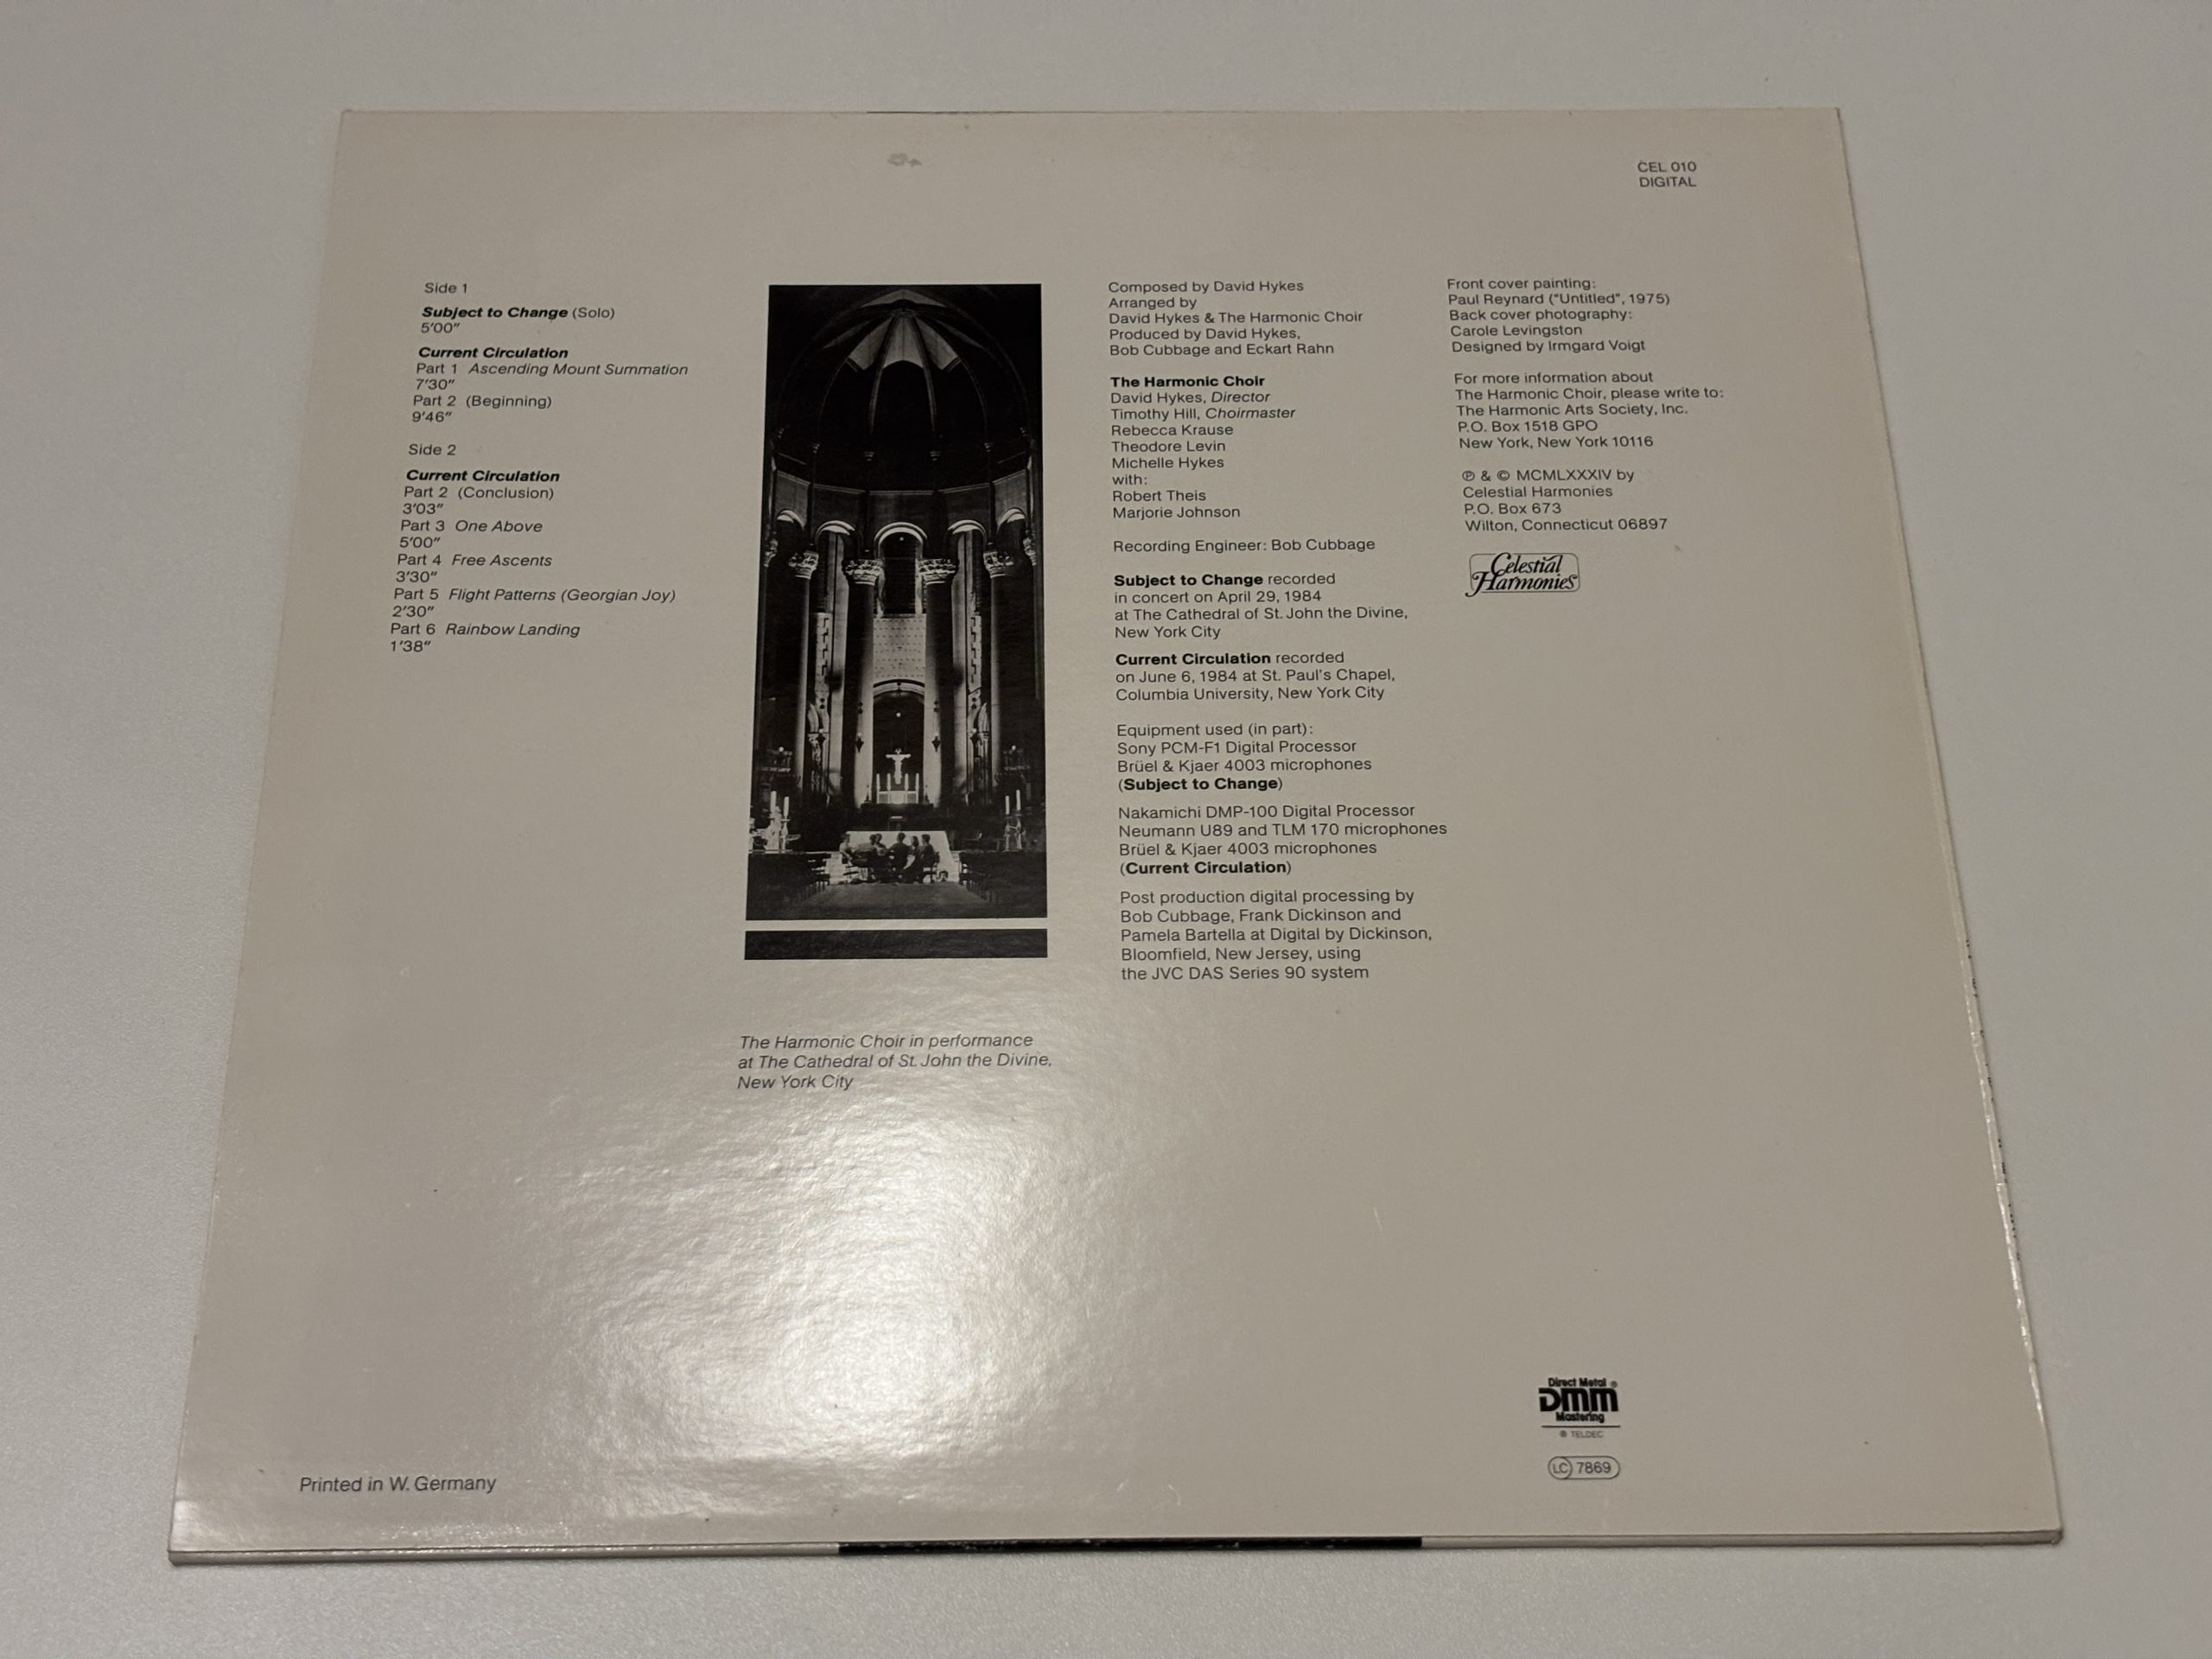 CEL 010
DIGITAL
Side 1
Subject to Change (Solo)
5'00"
Current Circulation
Part 1 Ascending Mount Summation
7'30"
Part 2 (Beginning)
9'46"
Side 2
Current Circulation
Part 2 (Conclusion)
3'03"
Part 3 One Above
5'00"
Part 4 Free Ascents
3'30"
Part 5 Flight Patterns (Georgian Joy)
2'30"
Part 6 Rainbow Landing
1'38"
The Harmonic Choir in performance
at The Cathedral of St. John the Divine,
New York City
Composed by David Hykes
Arranged by
David Hykes & The Harmonic Choir
Produced by David Hykes,
Bob Cubbage and Eckart Rahn
The Harmonic Choir
David Hykes, Director
Timothy Hill, Choirmaster
Rebecca Krause
Theodore Levin
Michelle Hykes
with:
Robert Theis
Marjorie Johnson
Recording Engineer: Bob Cubbage
Subject to Change recorded
in concert on April 29, 1984
at The Cathedral of St. John the Divine,
New York City
Current Circulation recorded
on June 6, 1984 at St. Paul's Chapel,
Columbia University, New York City
Equipment used (in part):
Sony PCM-F1 Digital Processor
Brüel & Kjaer 4003 microphones
(Subject to Change)
Nakamichi DMP-100 Digital Processor
Neumann U89 and TLM 170 microphones
Brüel & Kjaer 4003 microphones
(Current Circulation)
Post production digital processing by
Bob Cubbage, Frank Dickinson and
Pamela Bartella at Digital by Dickinson,
Bloomfield, New Jersey, using
the JVC DAS Series 90 system
Front cover painting:
Paul Reynard ("Untitled", 1975)
Back cover photography:
Carole Levingston
Designed by Irmgard Voigt
For more information about
The Harmonic Choir, please write to:
The Harmonic Arts Society, Inc.
P.O. Box 1518 GPO
New York, New York 10116
℗ & © MCMLXXXIV by
Celestial Harmonies
P.O. Box 673
Wilton, Connecticut 06897
Celestial
Harmonies
Direct Metal ®
DMM
Mastering
® TELDEC
LC 7869
Printed in W. Germany